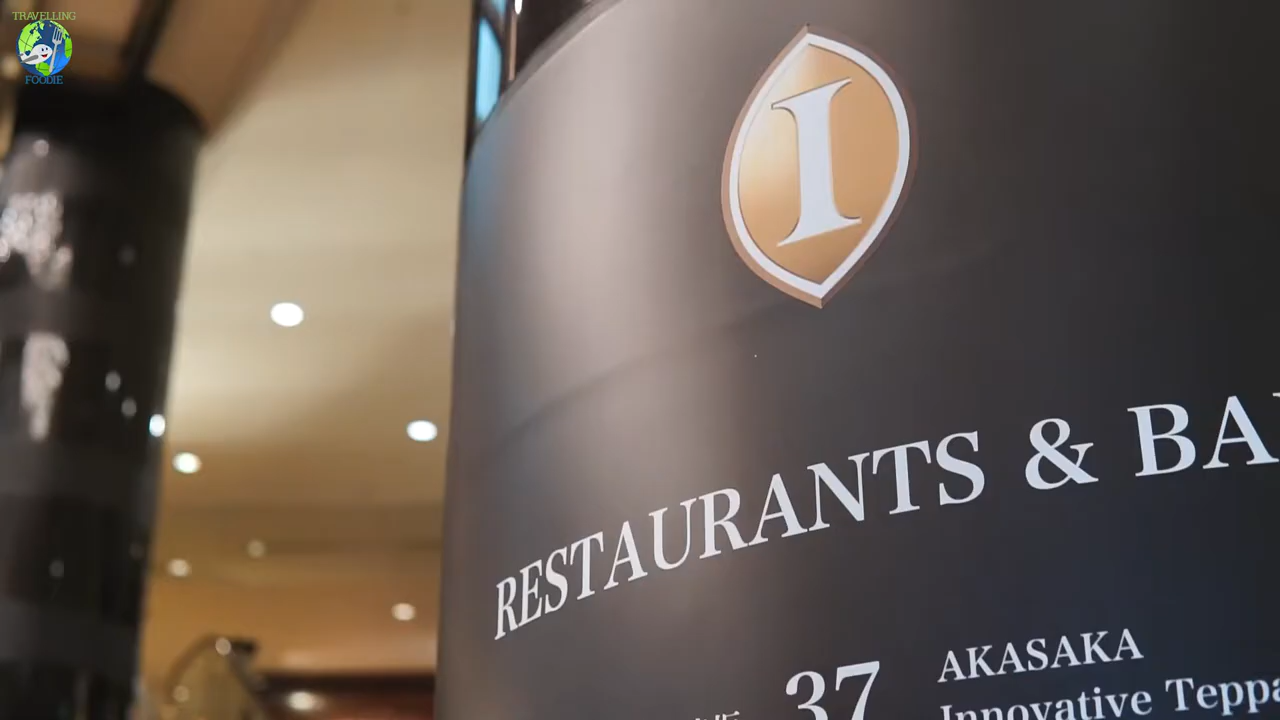 TRAVELLING
FOODIE
I
RESTAURANTS & BA
37 AKASAKA
Innovative Teppa